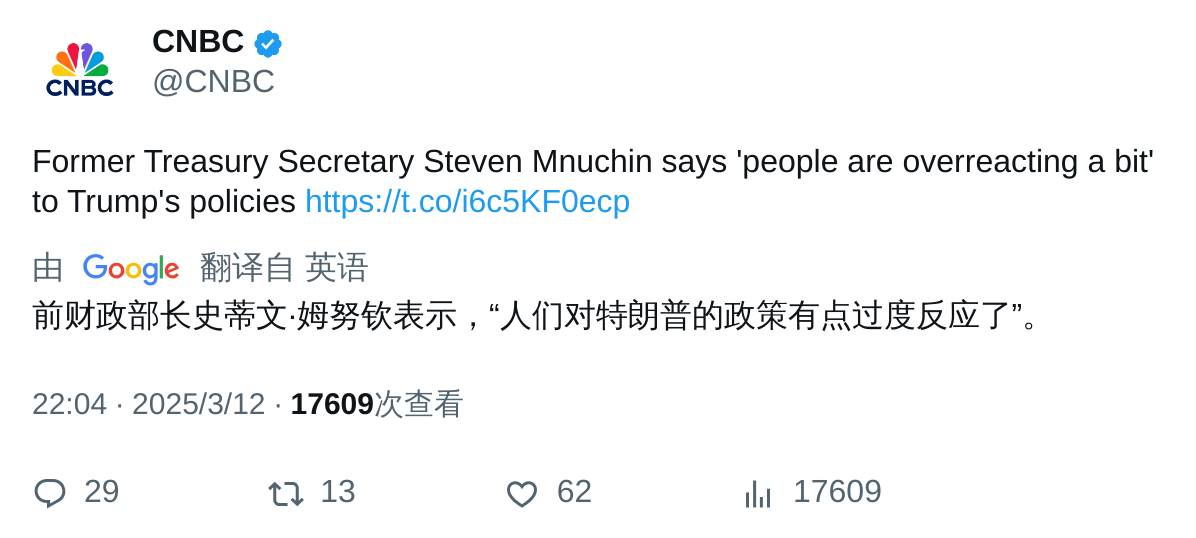 CNBC
CNBC
@CNBC
Former Treasury Secretary Steven Mnuchin says 'people are overreacting a bit'
to Trump's policies https://t.co/i6c5KF0ecp
由 Google 翻译自 英语
前财政部长史蒂文·姆努钦表示，“人们对特朗普的政策有点过度反应了”。
22:04 · 2025/3/12 · 17609次查看
29 13 62 17609